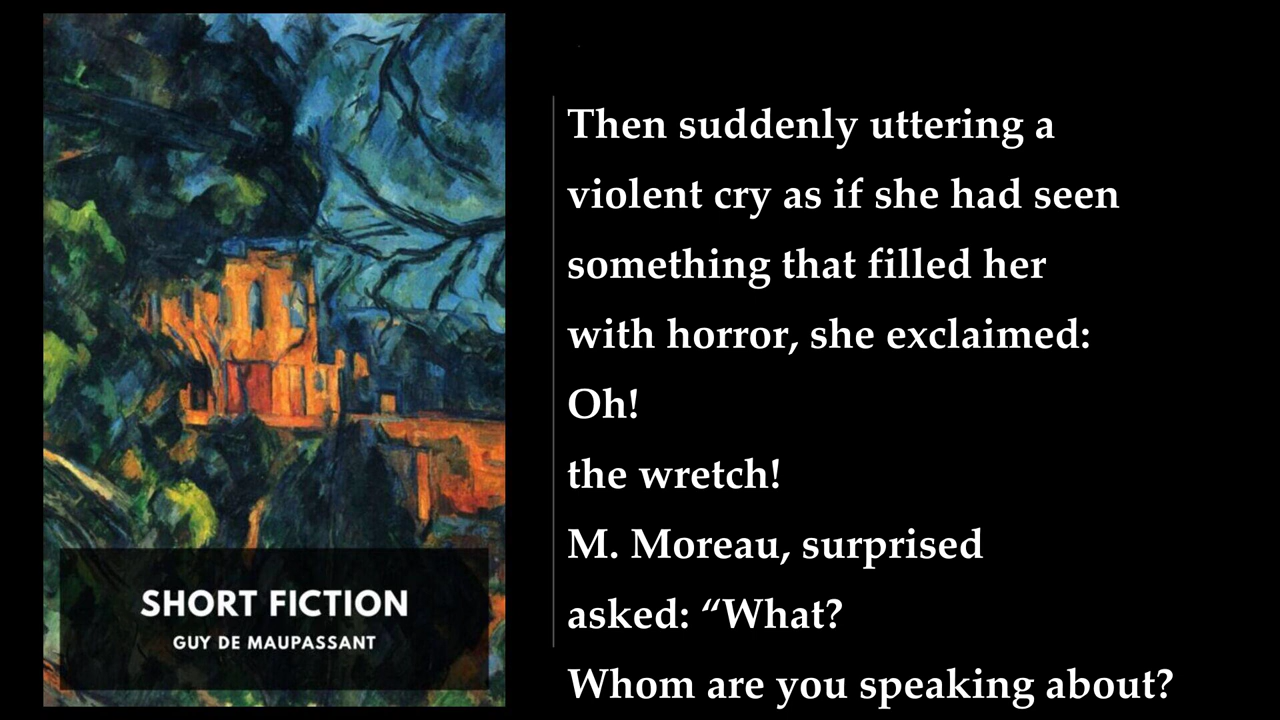 SHORT FICTION
GUY DE MAUPASSANT
Then suddenly uttering a
violent cry as if she had seen
something that filled her
with horror, she exclaimed:
Oh!
the wretch!
M. Moreau, surprised
asked: “What?
Whom are you speaking about?